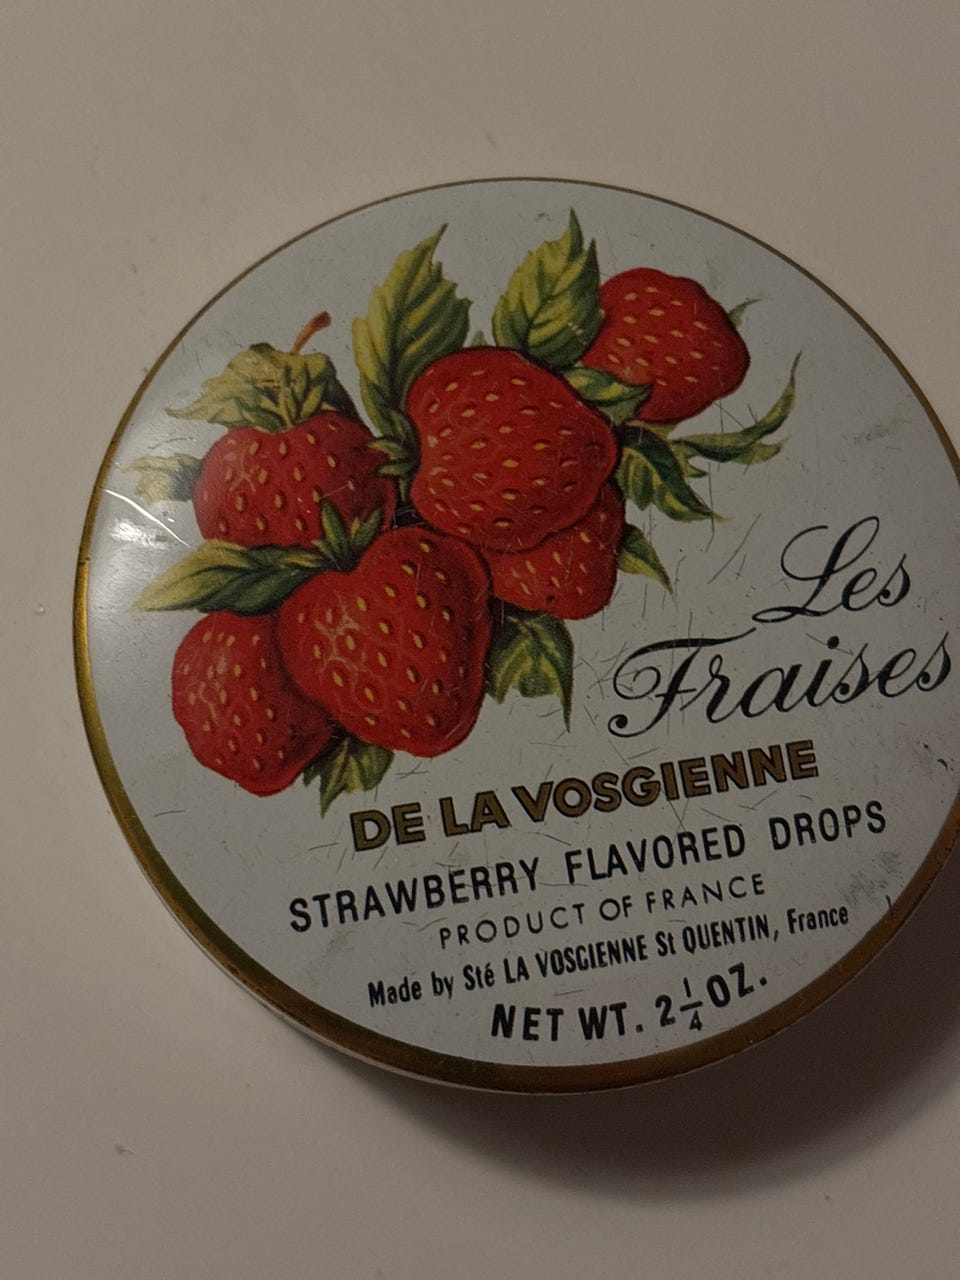 Les
Fraises
DE LA VOSGIENNE
STRAWBERRY FLAVORED DROPS
PRODUCT OF FRANCE
Made by Sté LA VOSGIENNE St QUENTIN, France
NET WT. 2 1/4 OZ.